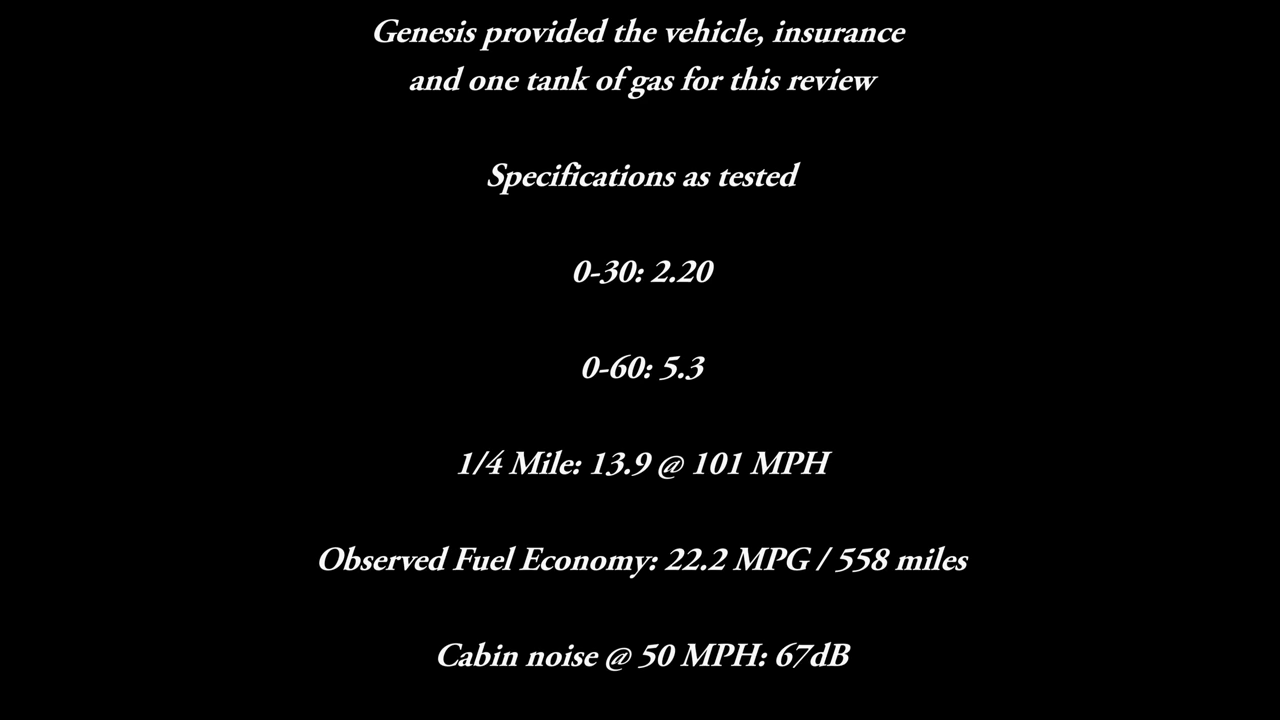 Genesis provided the vehicle, insurance
and one tank of gas for this review
Specifications as tested
0-30: 2.20
0-60: 5.3
1/4 Mile: 13.9 @ 101 MPH
Observed Fuel Economy: 22.2 MPG / 558 miles
Cabin noise @ 50 MPH: 67dB